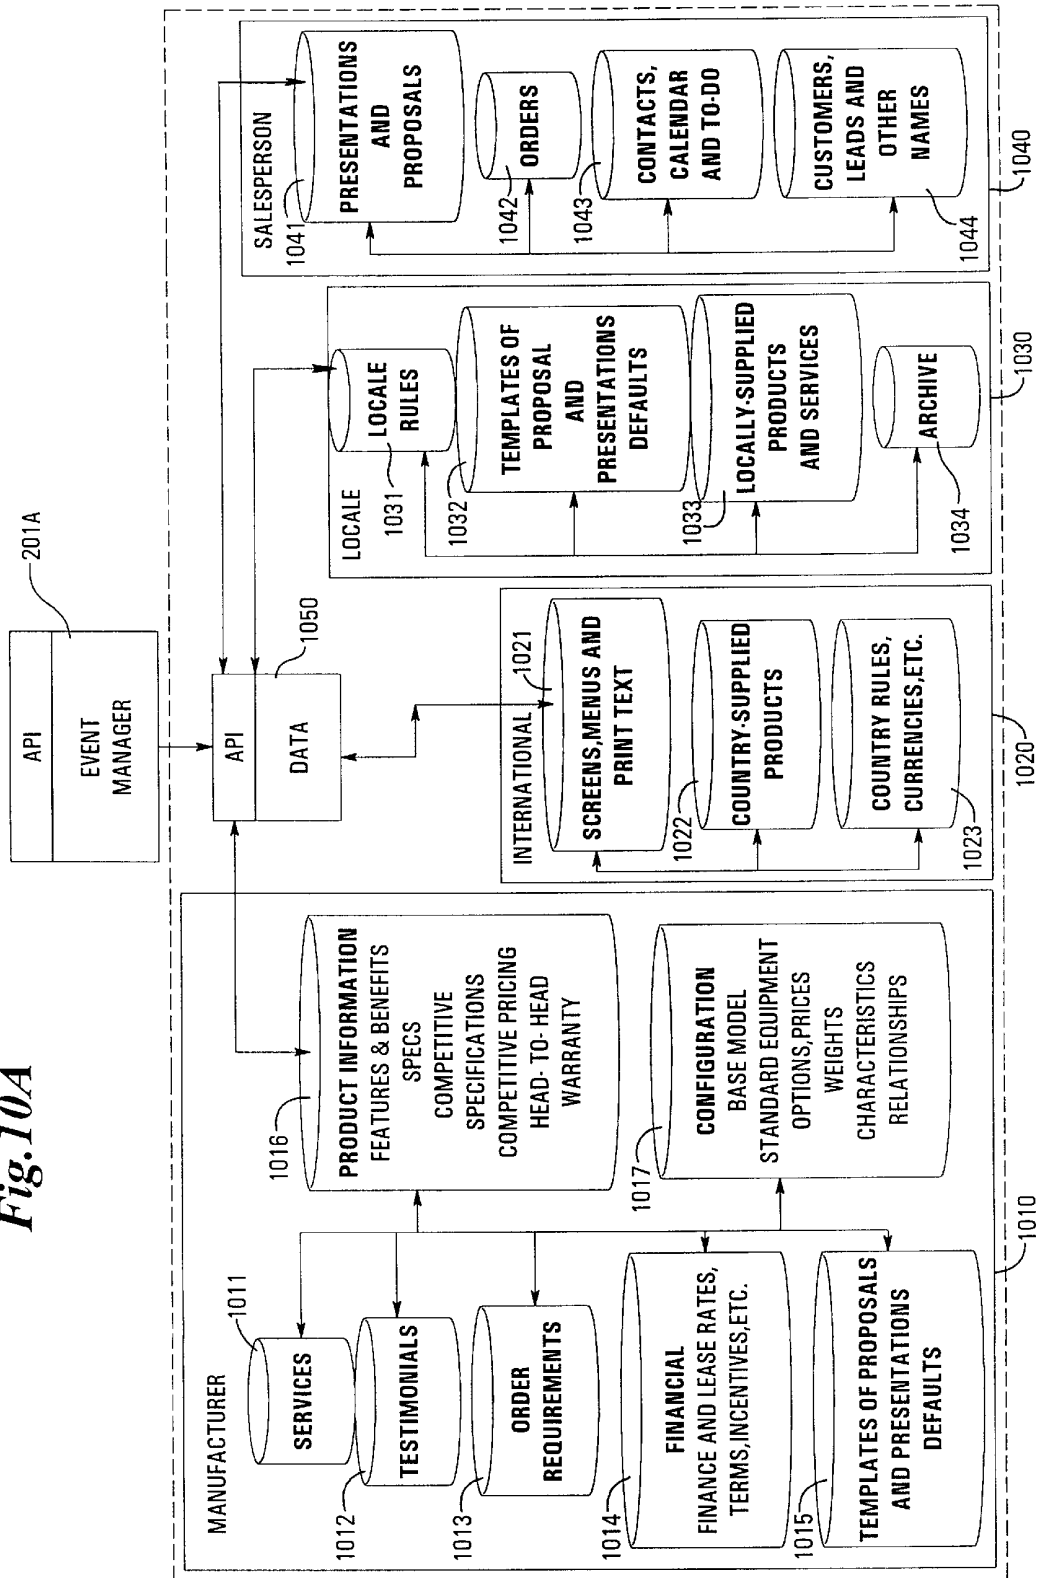 Fig.10A
API
EVENT
MANAGER
201A
API
DATA
1050
MANUFACTURER
SERVICES
1011
TESTIMONIALS
1012
ORDER
REQUIREMENTS
1013
FINANCIAL
FINANCE AND LEASE RATES,
TERMS,INCENTIVES,ETC.
1014
TEMPLATES OF PROPOSALS
AND PRESENTATION
DEFAULTS
1015
PRODUCT INFORMATION
FEATURES & BENEFITS
SPECS
COMPETITIVE
SPECIFICATIONS
COMPETITIVE PRICING
HEAD-TO-HEAD
WARRANTY
1016
CONFIGURATION
BASE MODEL
STANDARD EQUIPMENT
OPTIONS,PRICES
WEIGHTS
CHARACTERISTICS
RELATIONSHIPS
1017
1010
INTERNATIONAL
SCREENS,MENUS AND
PRINT TEXT
1021
COUNTRY-SUPPLIED
PRODUCTS
1022
COUNTRY RULES,
CURRENCIES,ETC.
1023
1020
LOCALE
LOCALE
RULES
1031
TEMPLATES OF
PROPOSAL
AND
PRESENTATIONS
DEFAULTS
1032
LOCALLY-SUPPLIED
PRODUCTS
AND SERVICES
1033
ARCHIVE
1034
1030
SALESPERSON
PRESENTATIONS
AND
PROPOSALS
1041
ORDERS
1042
CONTACTS,
CALENDAR
AND TO-DO
1043
CUSTOMERS,
LEADS AND
OTHER
NAMES
1044
1040